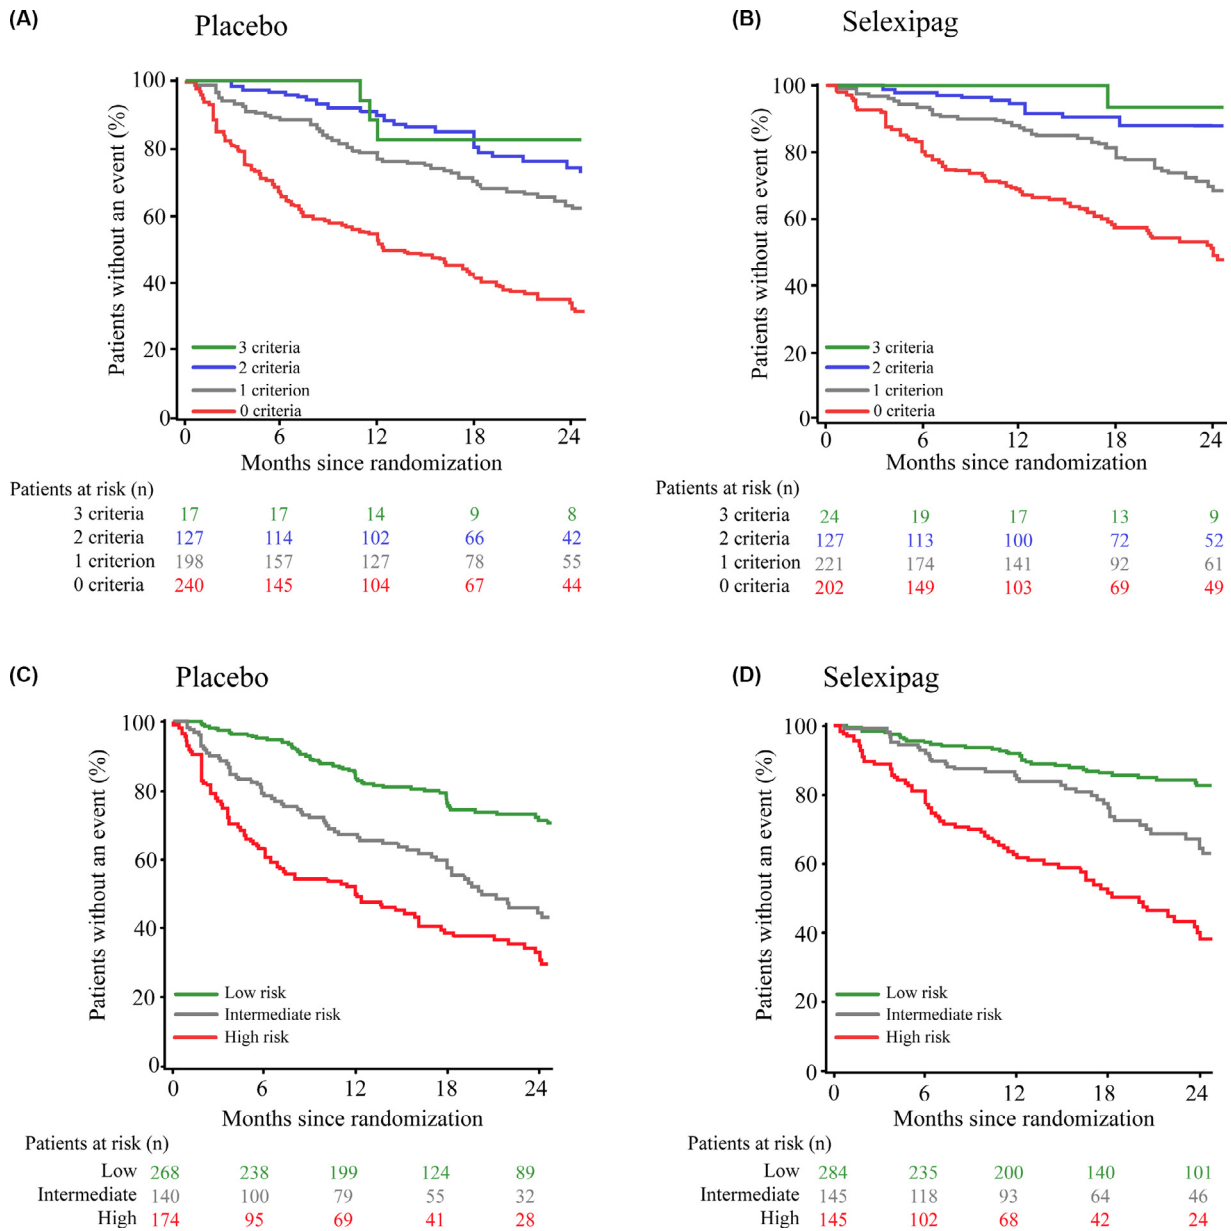 (A)
Placebo
Patients without an event (%)
100
80
60
40
20
0
3 criteria
2 criteria
1 criterion
0 criteria
0 6 12 18 24
Months since randomization
Patients at risk (n)
3 criteria 17 17 14 9 8
2 criteria 127 114 102 66 42
1 criterion 198 157 127 78 55
0 criteria 240 145 104 67 44
(B)
Selexipag
Patients without an event (%)
100
80
60
40
20
0
3 criteria
2 criteria
1 criterion
0 criteria
0 6 12 18 24
Months since randomization
Patients at risk (n)
3 criteria 24 19 17 13 9
2 criteria 127 113 100 72 52
1 criterion 221 174 141 92 61
0 criteria 202 149 103 69 49
(C)
Placebo
Patients without an event (%)
100
80
60
40
20
0
Low risk
Intermediate risk
High risk
0 6 12 18 24
Months since randomization
Patients at risk (n)
Low 268 238 199 124 89
Intermediate 140 100 79 55 32
High 174 95 69 41 28
(D)
Selexipag
Patients without an event (%)
100
80
60
40
20
0
Low risk
Intermediate risk
High risk
0 6 12 18 24
Months since randomization
Patients at risk (n)
Low 284 235 200 140 101
Intermediate 145 118 93 64 46
High 145 102 68 42 24